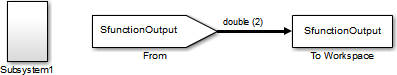 SfunctionOutput
double (2)
SfunctionOutput
Subsystem1
From
To Workspace